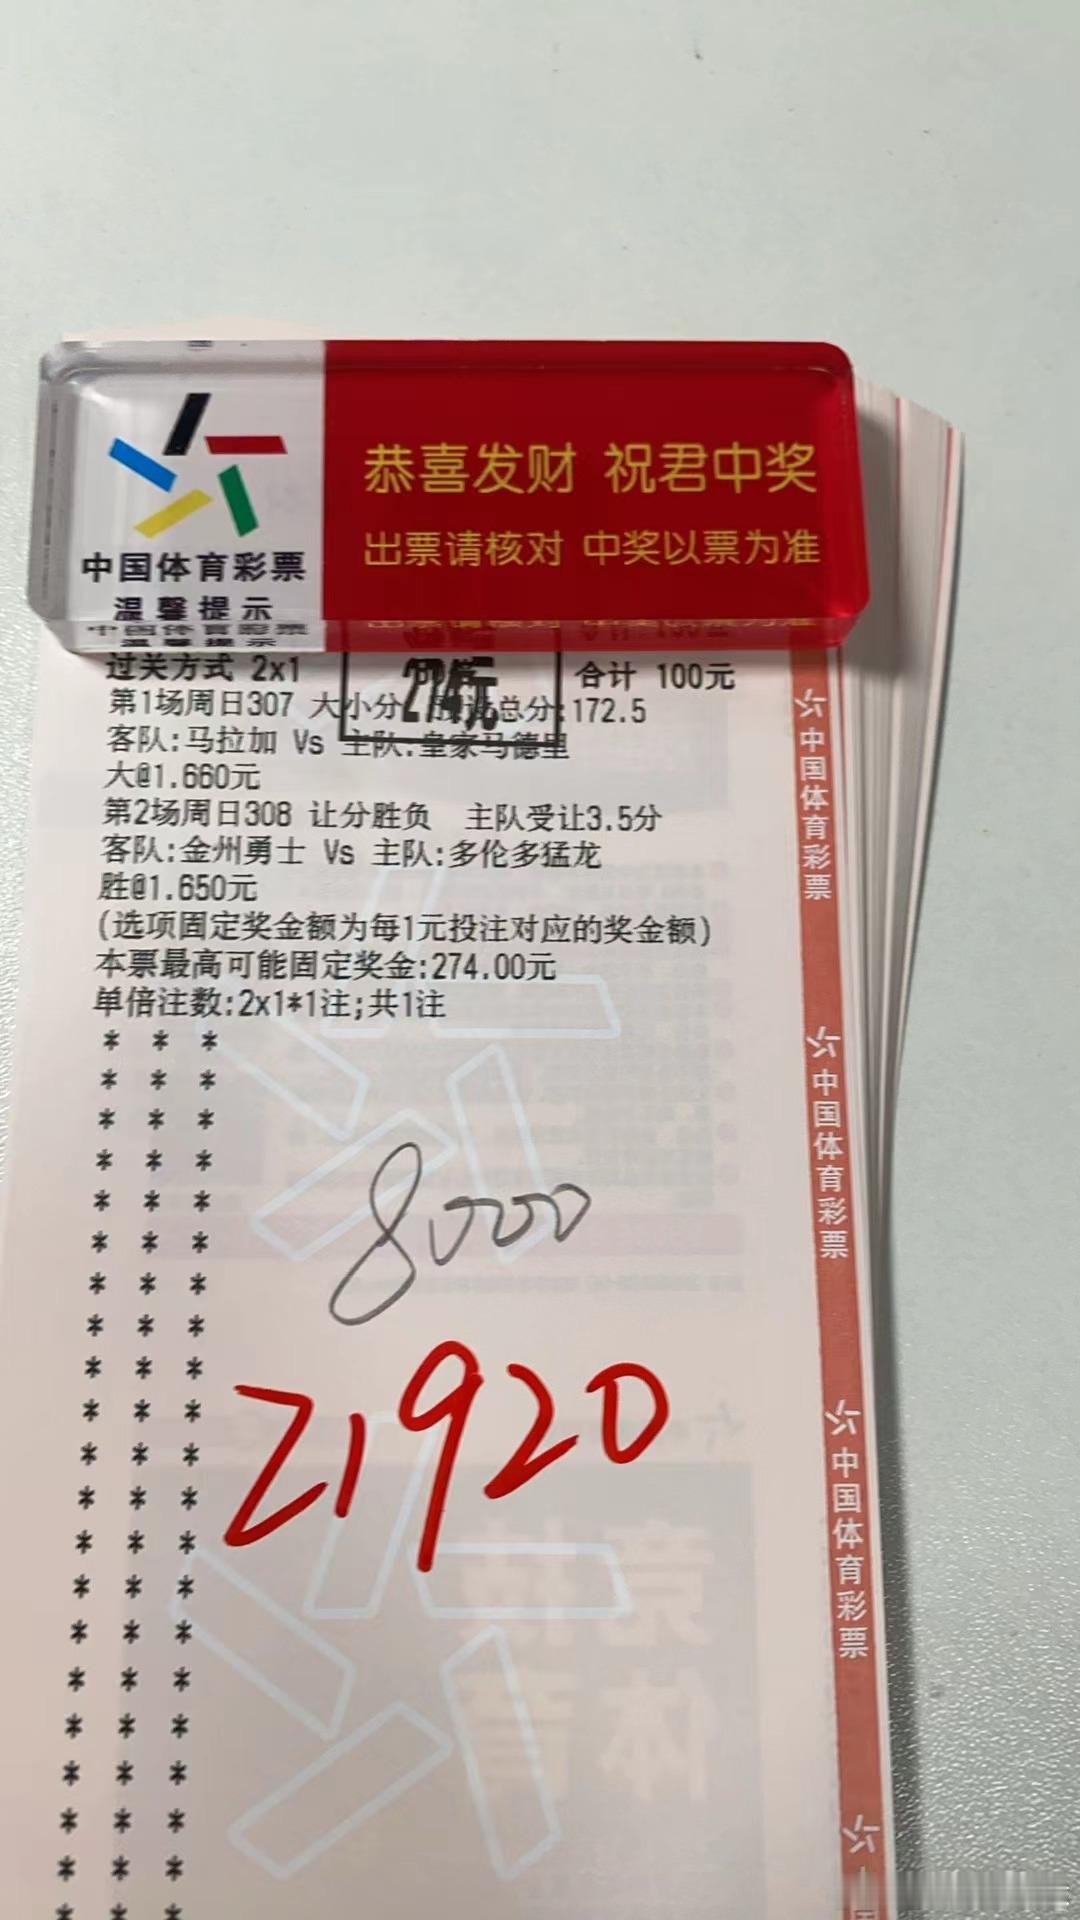 恭喜发财 祝君中奖
出票请核对 中奖以票为准
中国体育彩票
温馨提示
过关方式 2x1
274元
合计 100元
第1场周日307 大小分 总分:172.5
客队:马拉加 Vs 主队:皇家马德里
大@1.660元
第2场周日308 让分胜负 主队受让3.5分
客队:金州勇士 Vs 主队:多伦多猛龙
胜@1.650元
(选项固定奖金额为每1元投注对应的奖金额)
本票最高可能固定奖金:274.00元
单倍注数:2x1*1注;共1注
8000
21920
中国体育彩票
中国体育彩票
中国体育彩票